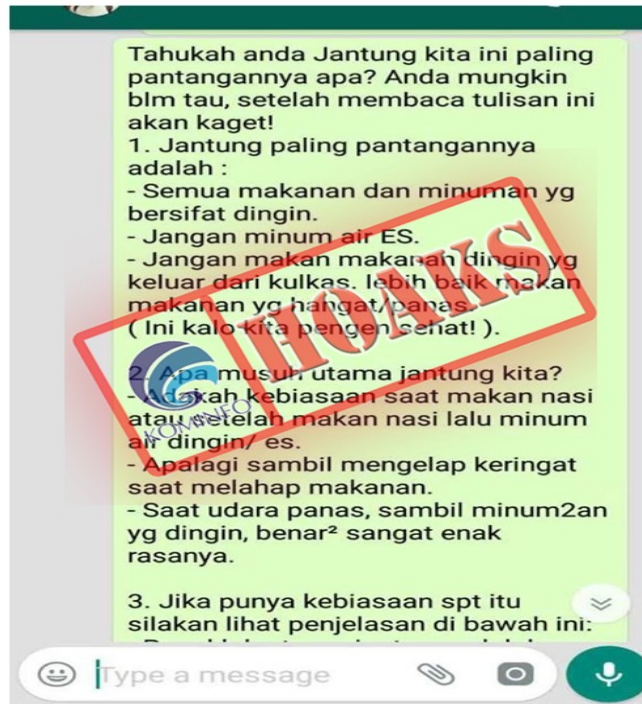 Tahukah anda Jantung kita ini paling
pantangannya apa? Anda mungkin
blm tau, setelah membaca tulisan ini
akan kaget!
1. Jantung paling pantangannya
adalah :
- Semua makanan dan minuman yg
bersifat dingin.
- Jangan minum air ES.
- Jangan makan makanan dingin yg
keluar dari kulkas. lebih baik makan
makanan yg hangat/panas.
( Ini kalo kita pengen sehat! ).
HOAKS
KOMINFO
2. Apa musuh utama jantung kita?
- Adakah kebiasaan saat makan nasi
atau setelah makan nasi lalu minum
air dingin/ es.
- Apalagi sambil mengelap keringat
saat melahap makanan.
- Saat udara panas, sambil minum2an
yg dingin, benar² sangat enak
rasanya.
3. Jika punya kebiasaan spt itu
silakan lihat penjelasan di bawah ini:
Type a message